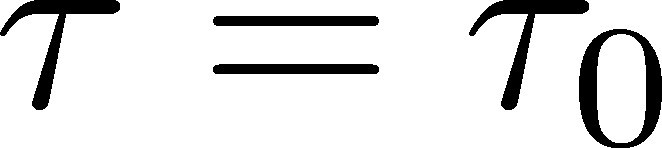 τ = τ₀